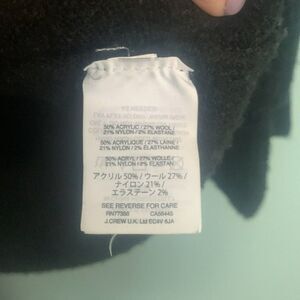 50% ACRYLIC / 27% WOOL /
21% NYLON / 2% ELASTANE
50% ACRYLIQUE / 27% LAINE /
21% NYLON / 2% ELASTHANNE
50% ACRYL / 27% WOLLE /
21% NYLON / 2% ELASTHAN
アクリル 50% / ウール 27% /
ナイロン 21% /
エラステーン 2%
SEE REVERSE FOR CARE
RN77388 CA56445
J.CREW U.K. Ltd EC4V 6JA